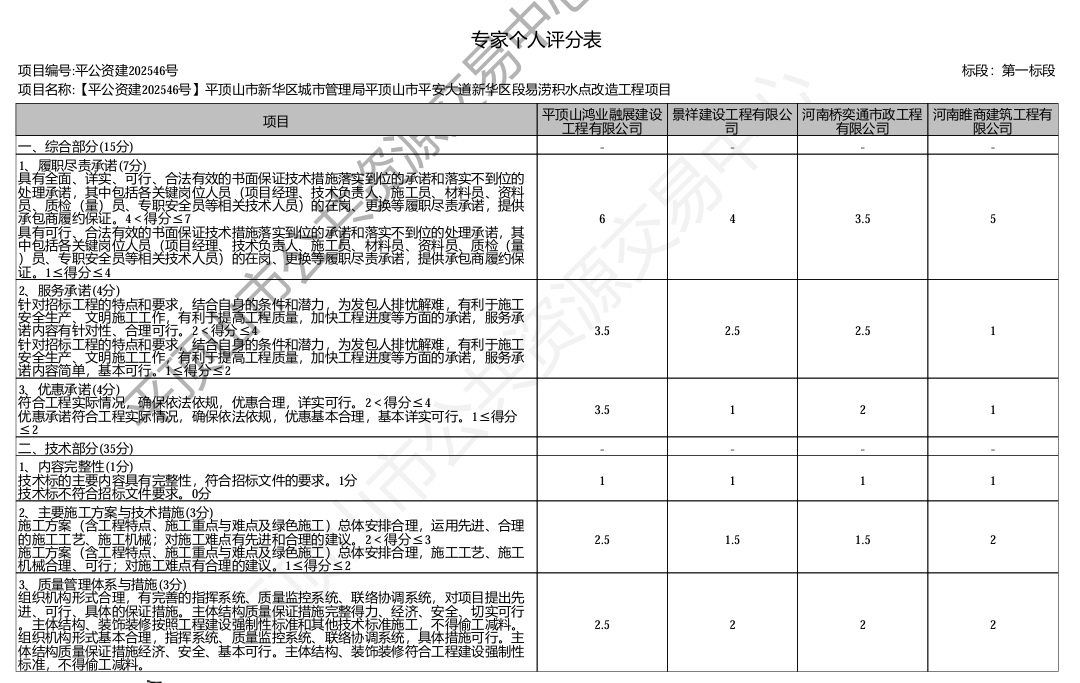 专家个人评分表
项目编号:平公资建202546号
标段：第一标段
项目名称:【平公资建202546号】平顶山市新华区城市管理局平顶山市平安大道新华区段易涝积水点改造工程项目
项目
平顶山鸿业融展建设
工程有限公司
景祥建设工程有限公
司
河南桥奕通市政工程
有限公司
河南睢商建筑工程有
限公司
一、综合部分(15分)
-
-
-
-
1、履职尽责承诺(7分)
具有全面、详实、可行、合法有效的书面保证技术措施落实到位的承诺和落实不到位的
处理承诺，其中包括各关键岗位人员（项目经理、技术负责人、施工员、材料员、资料
员、质检（量）员、专职安全员等相关技术人员）的在岗、更换等履职尽责承诺，提供
承包商履约保证。4＜得分≤7
具有可行、合法有效的书面保证技术措施落实到位的承诺和落实不到位的处理承诺，其
中包括各关键岗位人员（项目经理、技术负责人、施工员、材料员、资料员、质检（量
）员、专职安全员等相关技术人员）的在岗、更换等履职尽责承诺，提供承包商履约保
证。1≤得分≤4
6
4
3.5
5
2、服务承诺(4分)
针对招标工程的特点和要求，结合自身的条件和潜力，为发包人排忧解难，有利于施工
安全生产、文明施工工作，有利于提高工程质量，加快工程进度等方面的承诺，服务承
诺内容有针对性、合理可行。2＜得分≤4
针对招标工程的特点和要求，结合自身的条件和潜力，为发包人排忧解难，有利于施工
安全生产、文明施工工作，有利于提高工程质量，加快工程进度等方面的承诺，服务承
诺内容简单，基本可行。1≤得分≤2
3.5
2.5
2.5
1
3、优惠承诺(4分)
符合工程实际情况，确保依法依规，优惠合理，详实可行。2＜得分≤4
优惠承诺符合工程实际情况，确保依法依规，优惠基本合理，基本详实可行。1≤得分
≤2
3.5
1
2
1
二、技术部分(35分)
-
-
-
-
1、内容完整性(1分)
技术标的主要内容具有完整性，符合招标文件的要求。1分
技术标不符合招标文件要求。0分
1
1
1
1
2、主要施工方案与技术措施(3分)
施工方案（含工程特点、施工重点与难点及绿色施工）总体安排合理，运用先进、合理
的施工工艺、施工机械；对施工难点有先进和合理的建议。2＜得分≤3
施工方案（含工程特点、施工重点与难点及绿色施工）总体安排合理，施工工艺、施工
机械合理、可行；对施工难点有合理的建议。1≤得分≤2
2.5
1.5
1.5
2
3、质量管理体系与措施(3分)
组织机构形式合理，有完善的指挥系统、质量监控系统、联络协调系统，对项目提出先
进、可行、具体的保证措施。主体结构质量保证措施完整得力、经济、安全、切实可行
。主体结构、装饰装修按照工程建设强制性标准和其他技术标准施工，不得偷工减料。
组织机构形式基本合理，指挥系统、质量监控系统、联络协调系统，具体措施可行。主
体结构质量保证措施经济、安全、基本可行。主体结构、装饰装修符合工程建设强制性
标准，不得偷工减料。
2.5
2
2
2
平顶山市公共资源交易中心
顶山市公共资源交易中心